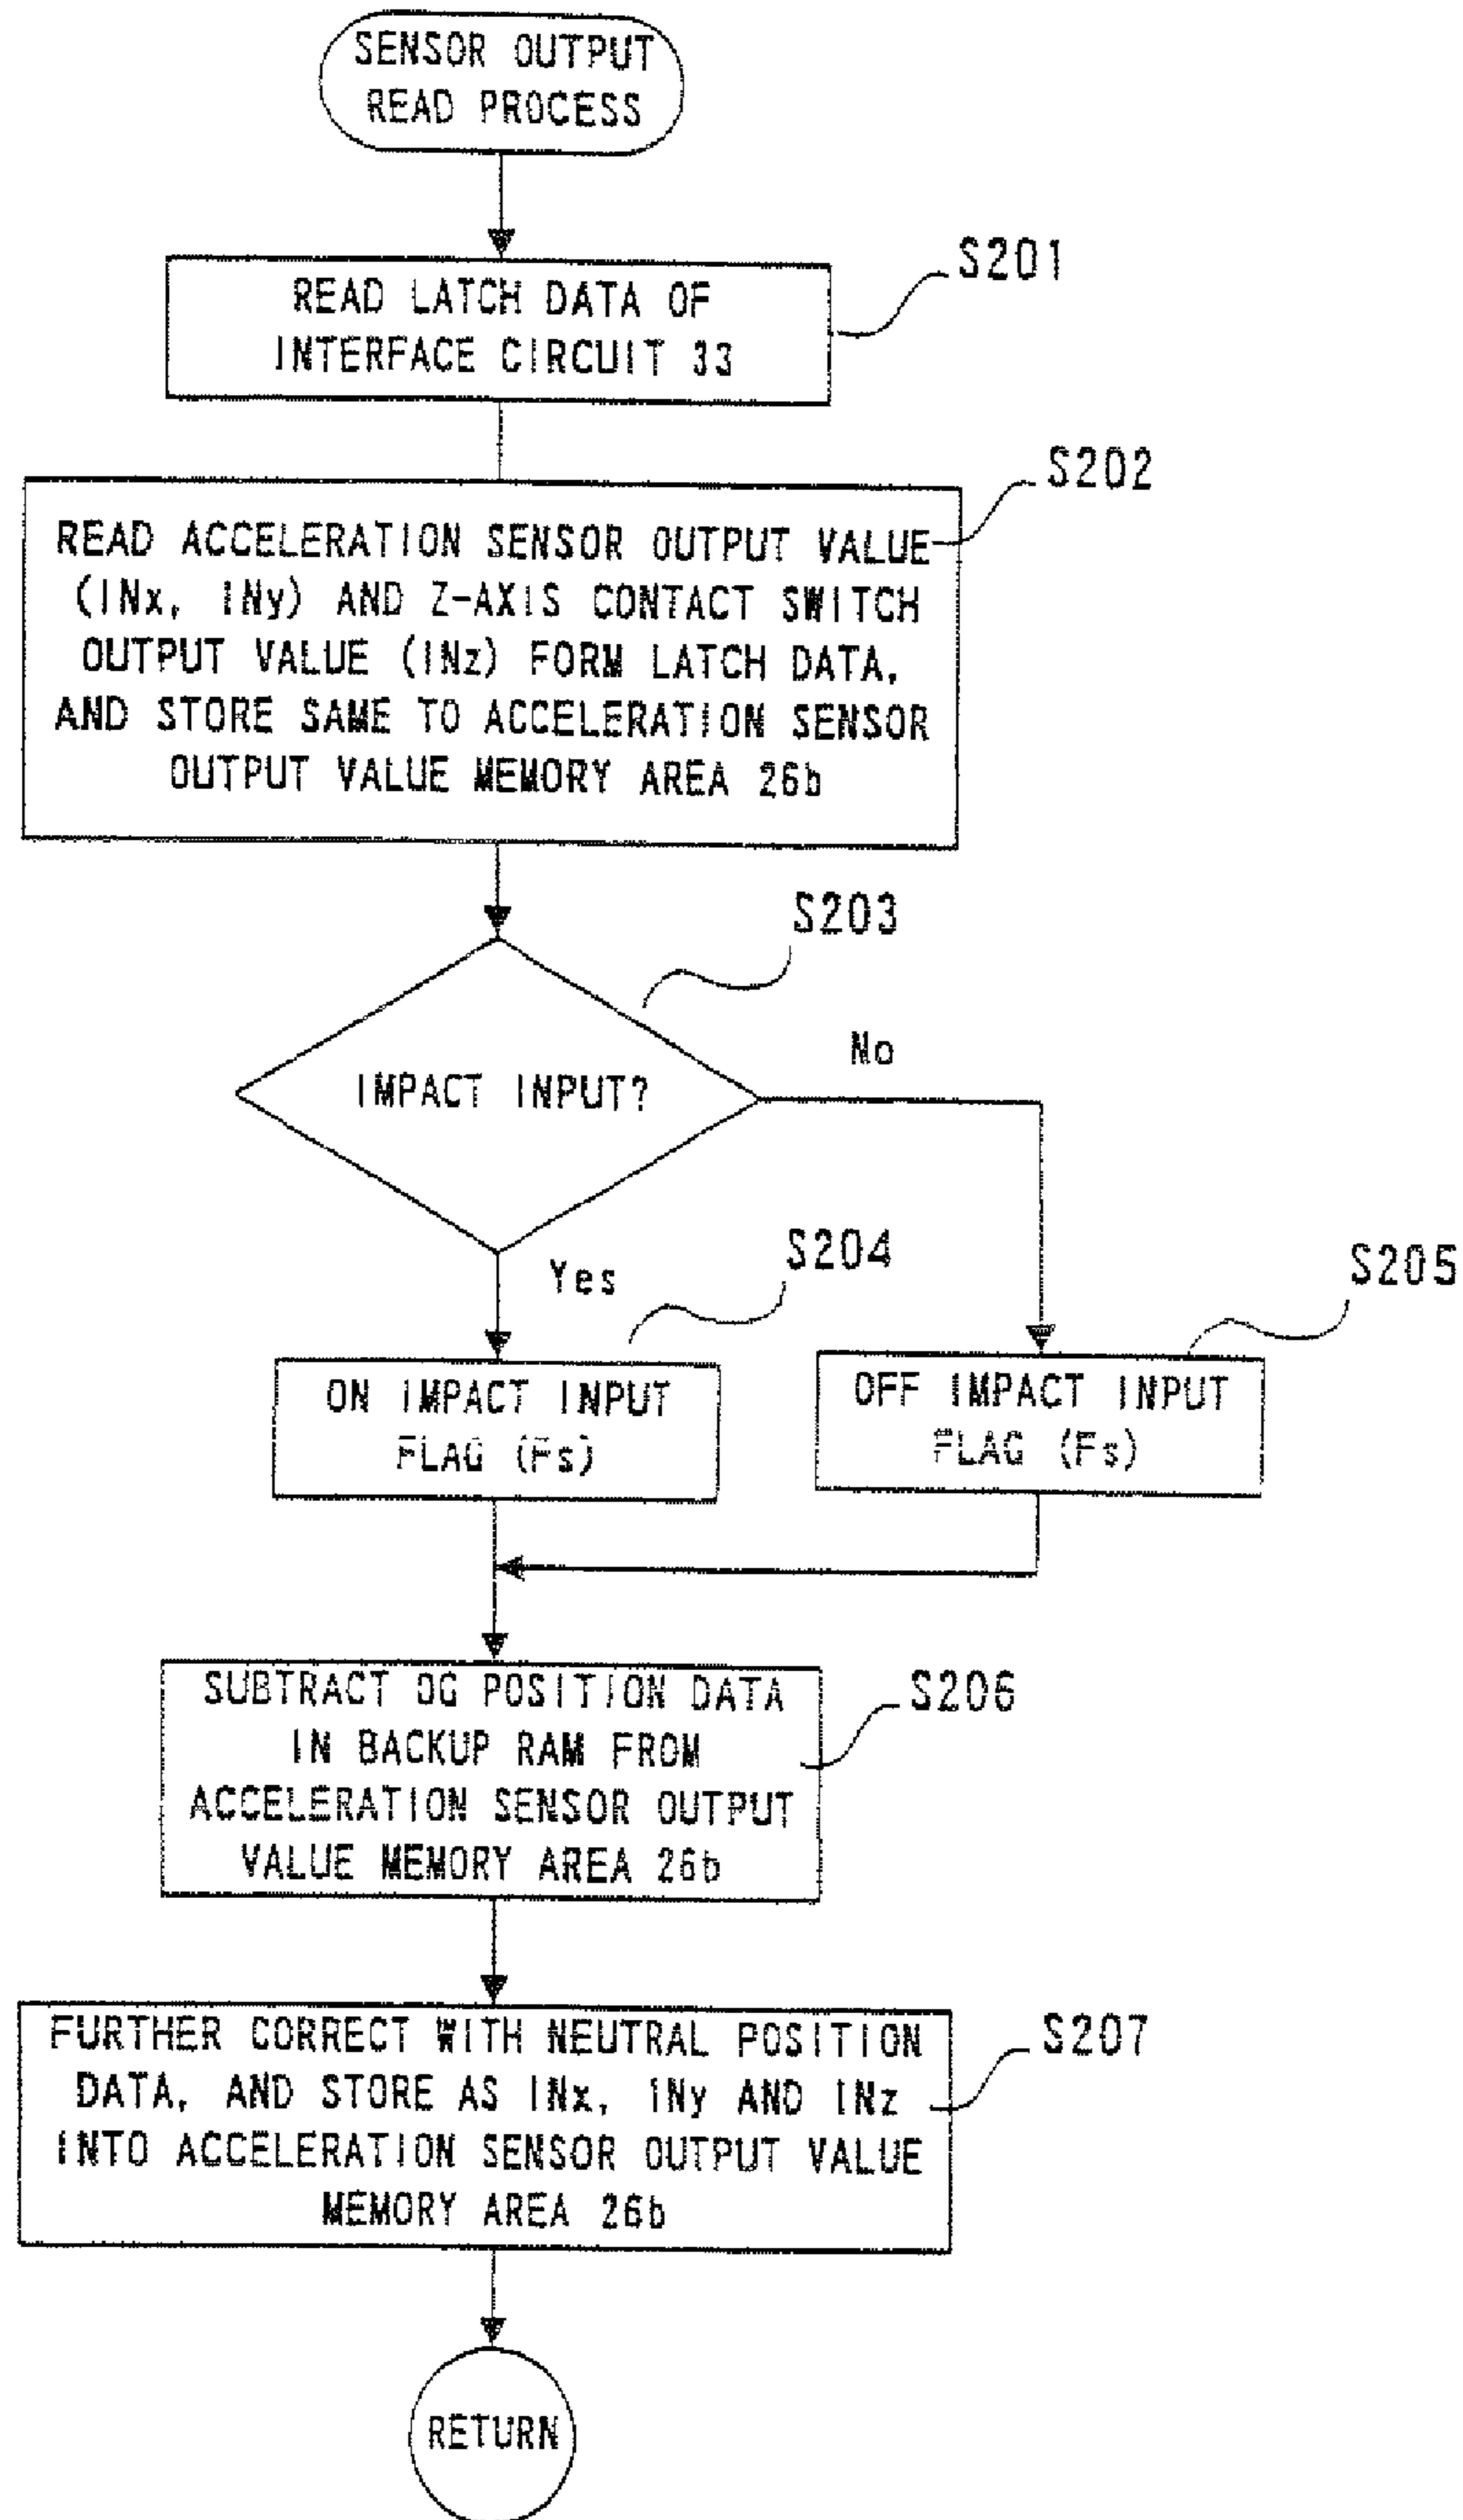 SENSOR OUTPUT
READ PROCESS
S201
READ LATCH DATA OF
INTERFACE CIRCUIT 33
S202
READ ACCELERATION SENSOR OUTPUT VALUE
(INx, INy) AND Z-AXIS CONTACT SWITCH
OUTPUT VALUE (INz) FORM LATCH DATA,
AND STORE SAME TO ACCELERATION SENSOR
OUTPUT VALUE MEMORY AREA 26b
S203
IMPACT INPUT?
No
Yes
S204
S205
ON IMPACT INPUT
FLAG (Fs)
OFF IMPACT INPUT
FLAG (Fs)
S206
SUBTRACT 0G POSITION DATA
IN BACKUP RAM FROM
ACCELERATION SENSOR OUTPUT
VALUE MEMORY AREA 26b
S207
FURTHER CORRECT WITH NEUTRAL POSITION
DATA, AND STORE AS INx, INy AND INz
INTO ACCELERATION SENSOR OUTPUT VALUE
MEMORY AREA 26b
RETURN